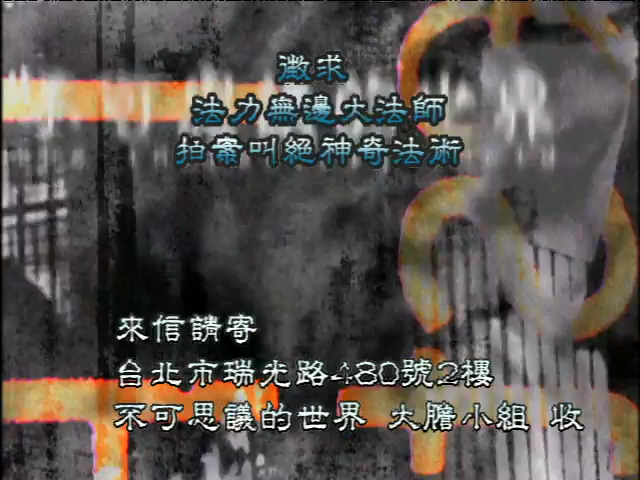 徵求
法力無邊大法師
拍案叫絕神奇法術
來信請寄
台北市瑞光路480號2樓
不可思議的世界 大膽小組 收